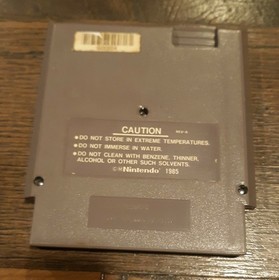 CAUTION
● DO NOT STORE IN EXTREME TEMPERATURES.
● DO NOT IMMERSE IN WATER.
● DO NOT CLEAN WITH BENZENE, THINNER,
ALCOHOL OR OTHER SUCH SOLVENTS.
Nintendo 1985